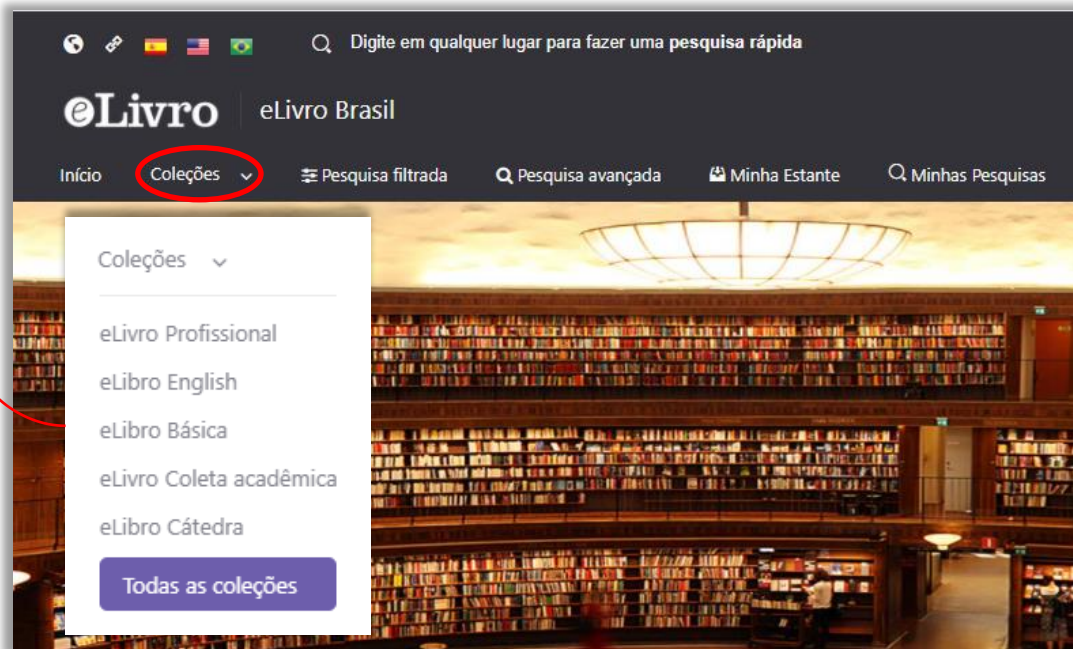 Digite em qualquer lugar para fazer uma pesquisa rápida
eLivro eLivro Brasil
Início Coleções Pesquisa filtrada Pesquisa avançada Minha Estante Minhas Pesquisas
Coleções
eLivro Profissional
eLibro English
eLibro Básica
eLivro Coleta acadêmica
eLibro Cátedra
Todas as coleções